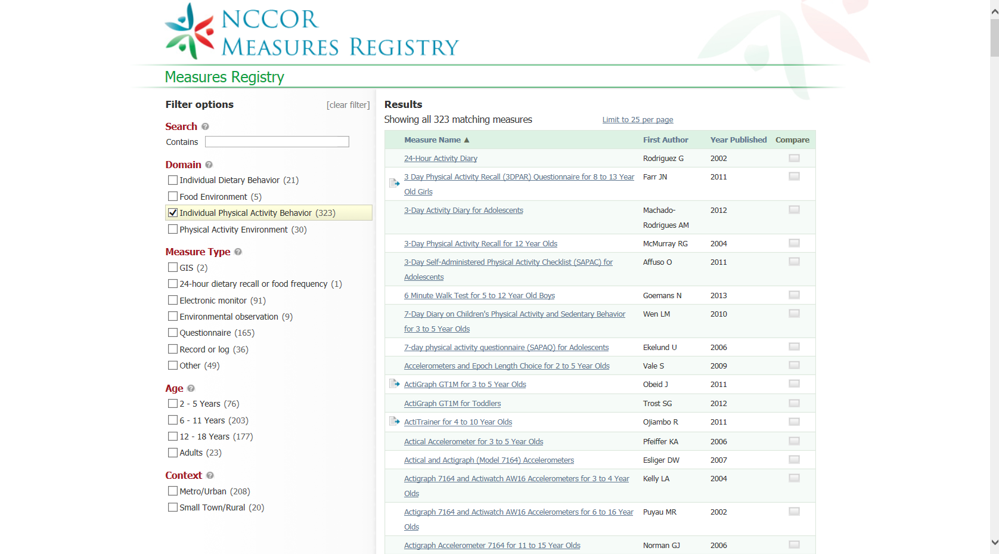 NCCOR
MEASURES REGISTRY
Measures Registry
Filter options
[clear filter]
Search
Contains
Domain
Individual Dietary Behavior (21)
Food Environment (5)
Individual Physical Activity Behavior (323)
Physical Activity Environment (30)
Measure Type
GIS (2)
24-hour dietary recall or food frequency (1)
Electronic monitor (91)
Environmental observation (9)
Questionnaire (165)
Record or log (36)
Other (49)
Age
2 - 5 Years (76)
6 - 11 Years (203)
12 - 18 Years (177)
Adults (23)
Context
Metro/Urban (208)
Small Town/Rural (20)
Results
Showing all 323 matching measures Limit to 25 per page
Measure Name ▲ First Author Year Published Compare
24-Hour Activity Diary Rodriguez G 2002
3 Day Physical Activity Recall (3DPAR) Questionnaire for 8 to 13 Year Farr JN 2011
Old Girls
3-Day Activity Diary for Adolescents Machado- 2012
Rodrigues AM
3-Day Physical Activity Recall for 12 Year Olds McMurray RG 2004
3-Day Self-Administered Physical Activity Checklist (SAPAC) for Affuso O 2011
Adolescents
6 Minute Walk Test for 5 to 12 Year Old Boys Goemans N 2013
7-Day Diary on Children's Physical Activity and Sedentary Behavior Wen LM 2010
for 3 to 5 Year Olds
7-day physical activity questionnaire (SAPAQ) for Adolescents Ekelund U 2006
Accelerometers and Epoch Length Choice for 2 to 5 Year Olds Vale S 2009
ActiGraph GT1M for 3 to 5 Year Olds Obeid J 2011
ActiGraph GT1M for Toddlers Trost SG 2012
ActiTrainer for 4 to 10 Year Olds Ojiambo R 2011
Actical Accelerometer for 3 to 5 Year Olds Pfeiffer KA 2006
Actical and Actigraph (Model 7164) Accelerometers Esliger DW 2007
Actigraph 7164 and Actiwatch AW16 Accelerometers for 3 to 4 Year Kelly LA 2004
Olds
Actigraph 7164 and Actiwatch AW16 Accelerometers for 6 to 16 Year Puyau MR 2002
Olds
Actigraph Accelerometer 7164 for 11 to 15 Year Olds Norman GJ 2006